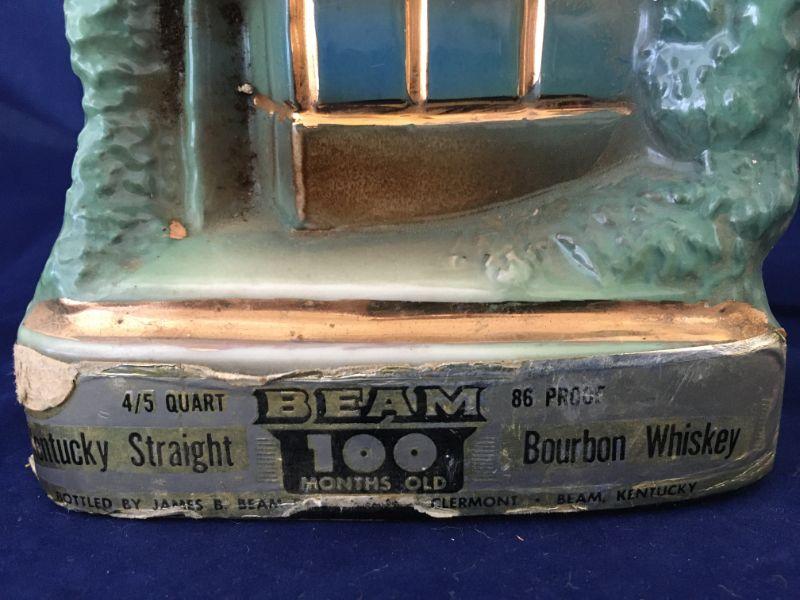 4/5 QUART BEAM 86 PROOF
entucky Straight 100 Bourbon Whiskey
MONTHS OLD
BOTTLED BY JAMES B. BEAM CLERMONT · BEAM, KENTUCKY